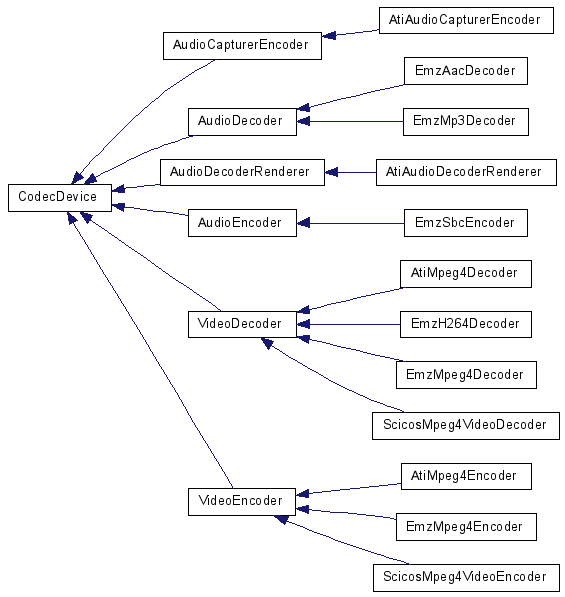 AtiAudioCapturerEncoder
AudioCapturerEncoder
EmzAacDecoder
AudioDecoder
EmzMp3Decoder
AudioDecoderRenderer
AtiAudioDecoderRenderer
CodecDevice
AudioEncoder
EmzSbcEncoder
AtiMpeg4Decoder
VideoDecoder
EmzH264Decoder
EmzMpeg4Decoder
ScicosMpeg4VideoDecoder
AtiMpeg4Encoder
VideoEncoder
EmzMpeg4Encoder
ScicosMpeg4VideoEncoder